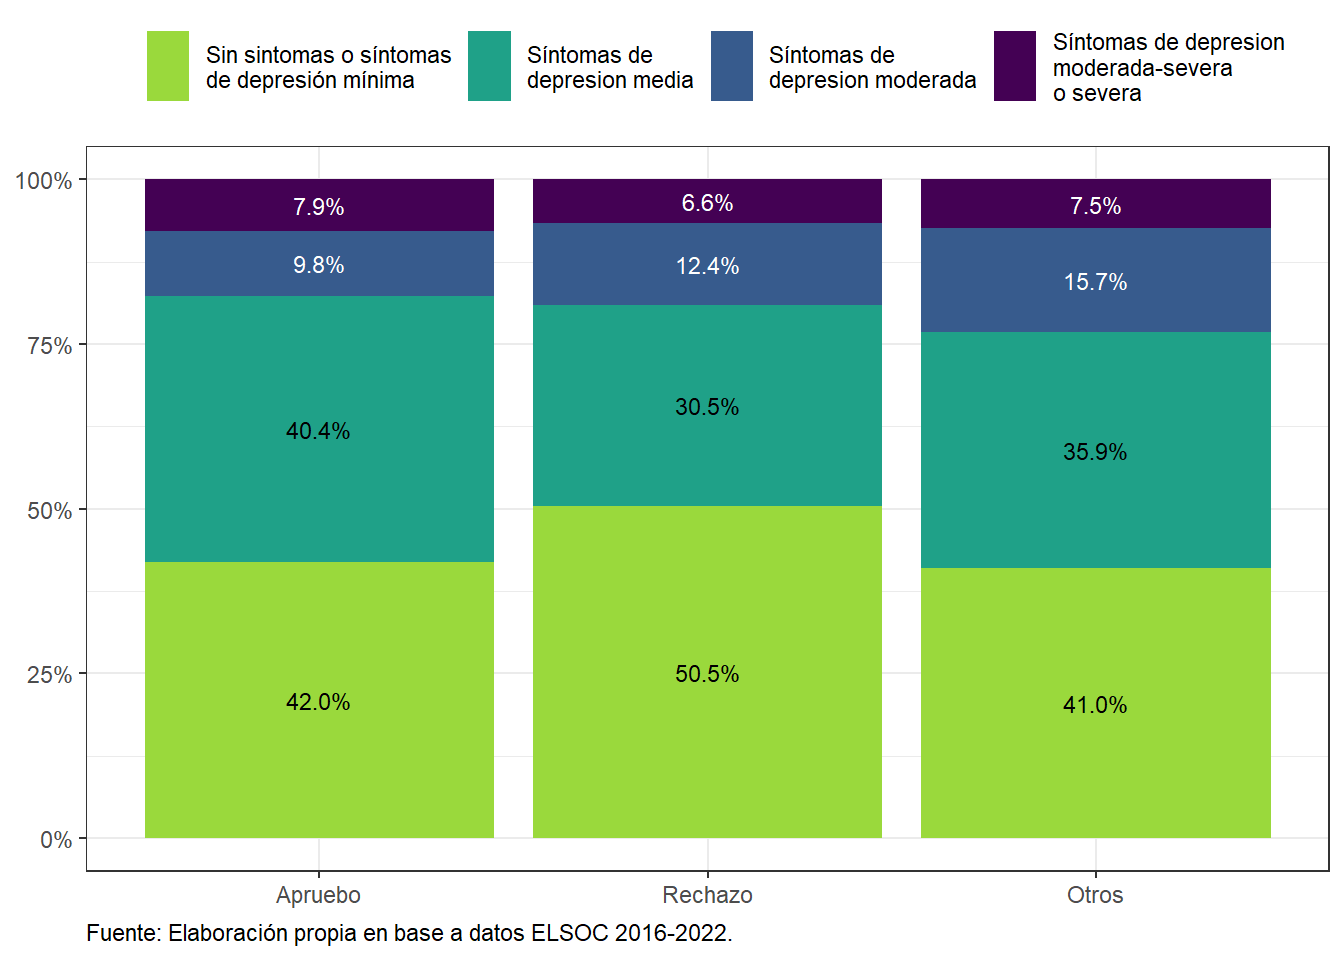 Sin sintomas o síntomas
de depresión mínima
Síntomas de
depresion media
Síntomas de
depresion moderada
Síntomas de depresion
moderada-severa
o severa
100%
75%
50%
25%
0%
7.9%
9.8%
40.4%
42.0%
6.6%
12.4%
30.5%
50.5%
7.5%
15.7%
35.9%
41.0%
Apruebo
Rechazo
Otros
Fuente: Elaboración propia en base a datos ELSOC 2016-2022.